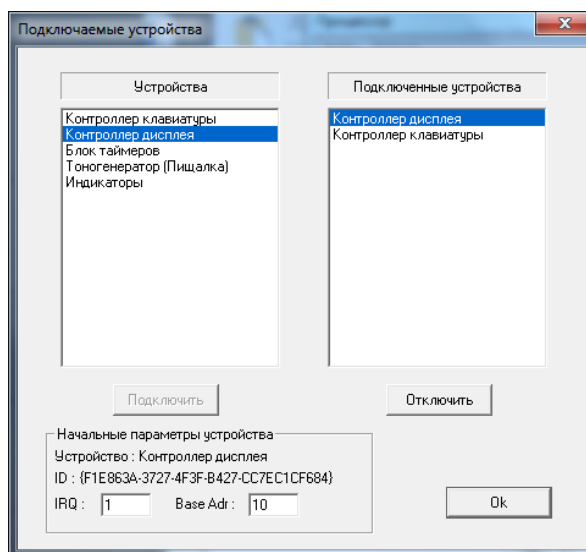 Подключаемые устройства
Процессор
Устройства
Подключенные устройства
Контроллер клавиатуры
Контроллер дисплея
Блок таймеров
Тоногенератор (Пищалка)
Индикаторы
Контроллер дисплея
Контроллер клавиатуры
Подключить
Отключить
Начальные параметры устройства
Устройство : Контроллер дисплея
ID : {F1E863A-3727-4F3F-B427-CC7EC1CF684}
IRQ : 1 Base Adr : 10
Ok